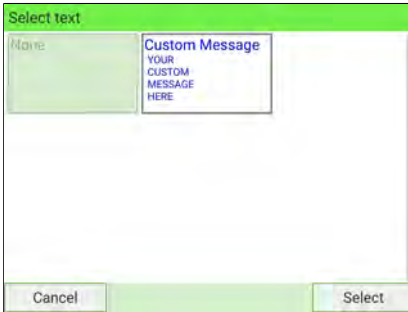 Select text
None
Custom Message
YOUR
CUSTOM
MESSAGE
HERE
Cancel
Select